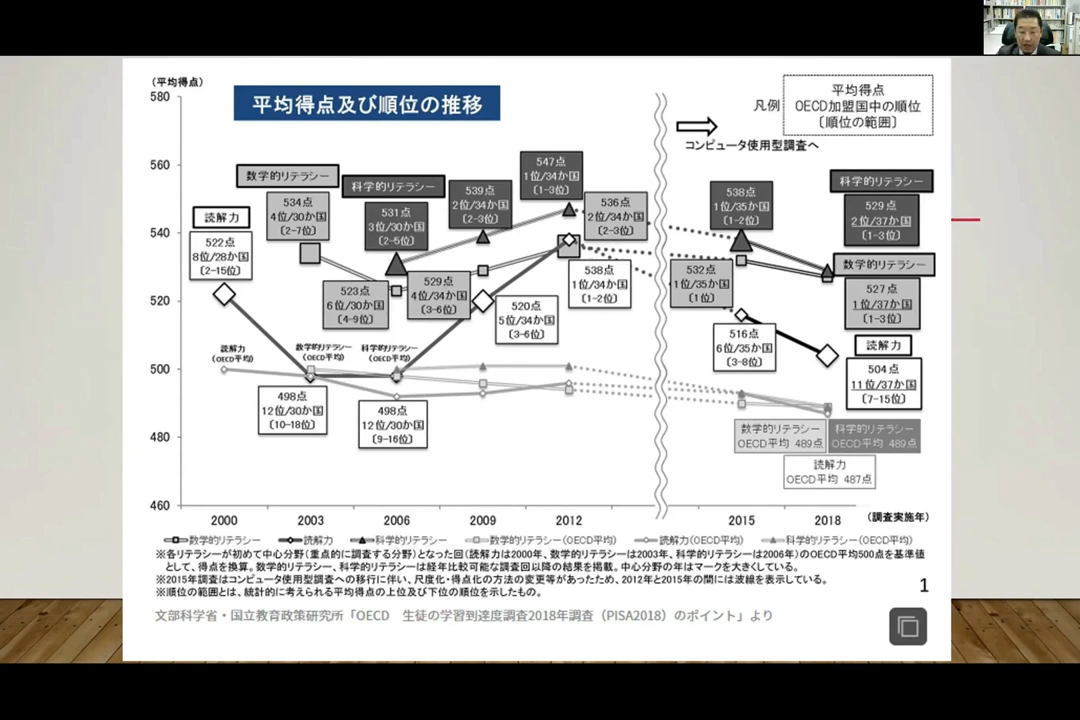 (平均得点)
平均得点及び順位の推移
580
560
540
520
500
480
460
凡例
平均得点
OECD加盟国中の順位
〔順位の範囲〕
コンピュータ使用型調査へ
読解力
522点
8位/28か国
〔2-15位〕
数学的リテラシー
534点
4位/30か国
〔2-7位〕
科学的リテラシー
531点
3位/30か国
〔2-5位〕
539点
2位/34か国
〔2-3位〕
547点
1位/34か国
〔1-3位〕
536点
2位/34か国
〔2-3位〕
523点
6位/30か国
〔4-9位〕
529点
4位/34か国
〔3-6位〕
520点
5位/34か国
〔3-6位〕
538点
1位/34か国
〔1-2位〕
498点
12位/30か国
〔10-18位〕
498点
12位/30か国
〔9-16位〕
読解力
(OECD平均)
数学的リテラシー
(OECD平均)
科学的リテラシー
(OECD平均)
538点
1位/35か国
〔1-2位〕
532点
1位/35か国
〔1位〕
516点
6位/35か国
〔3-8位〕
科学的リテラシー
529点
2位/37か国
〔1-3位〕
数学的リテラシー
527点
1位/37か国
〔1-3位〕
読解力
504点
11位/37か国
〔7-15位〕
数学的リテラシー
OECD平均 489点
科学的リテラシー
OECD平均 489点
読解力
OECD平均 487点
2000
2003
2006
2009
2012
2015
2018
(調査実施年)
数学的リテラシー
読解力
科学的リテラシー
数学的リテラシー(OECD平均)
読解力(OECD平均)
科学的リテラシー(OECD平均)
※各リテラシーが初めて中心分野(重点的に調査する分野)となった回(読解力は2000年、数学的リテラシーは2003年、科学的リテラシーは2006年)のOECD平均500点を基準値
として、得点を換算。数学的リテラシー、科学的リテラシーは経年比較可能な調査回以降の結果を掲載。中心分野の年はマークを大きくしている。
※2015年調査はコンピュータ使用型調査への移行に伴い、尺度化・得点化の方法の変更等があったため、2012年と2015年の間には波線を表示している。
※順位の範囲とは、統計的に考えられる平均得点の上位及び下位の順位を示したもの。
1
文部科学省・国立教育政策研究所「OECD 生徒の学習到達度調査2018年調査(PISA2018)のポイント」より